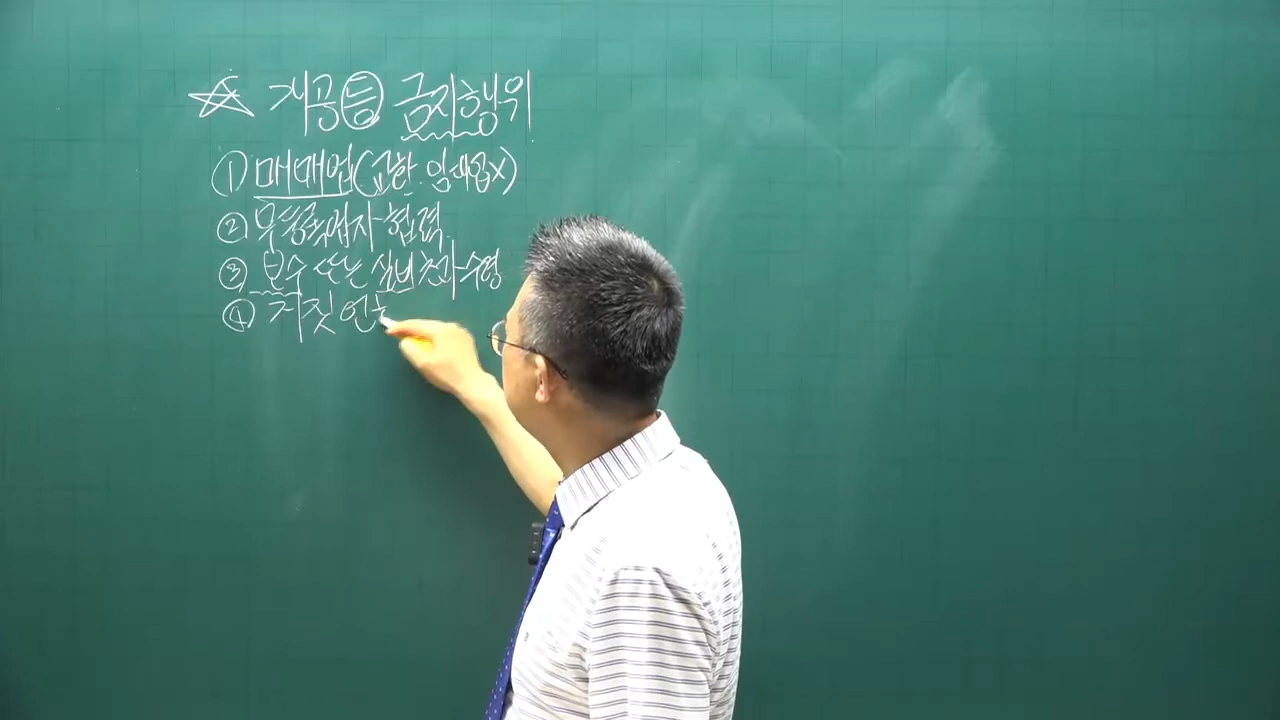 ☆ 개공등 금지행위
① 매매업(교환·임대업X)
② 무등록업자 협력
③ 보수 또는 실비 초과수령
④ 거짓 언